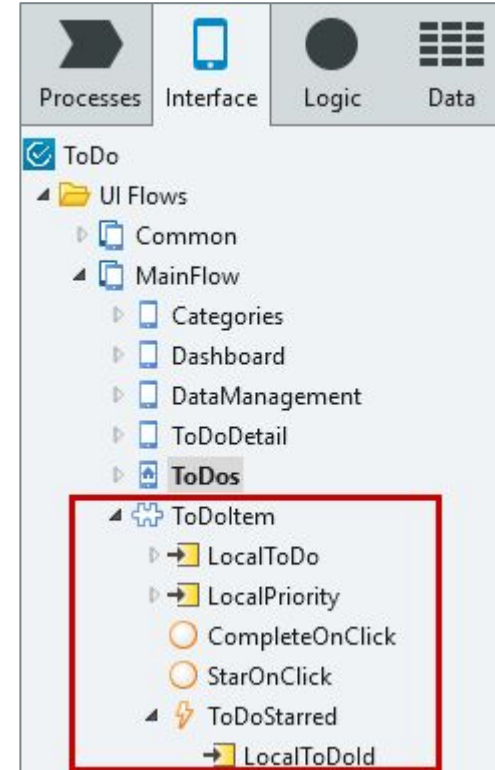 Processes Interface Logic Data
ToDo
UI Flows
Common
MainFlow
Categories
Dashboard
DataManagement
ToDoDetail
ToDos
ToDoItem
LocalToDo
LocalPriority
CompleteOnClick
StarOnClick
ToDoStarred
LocalToDoId